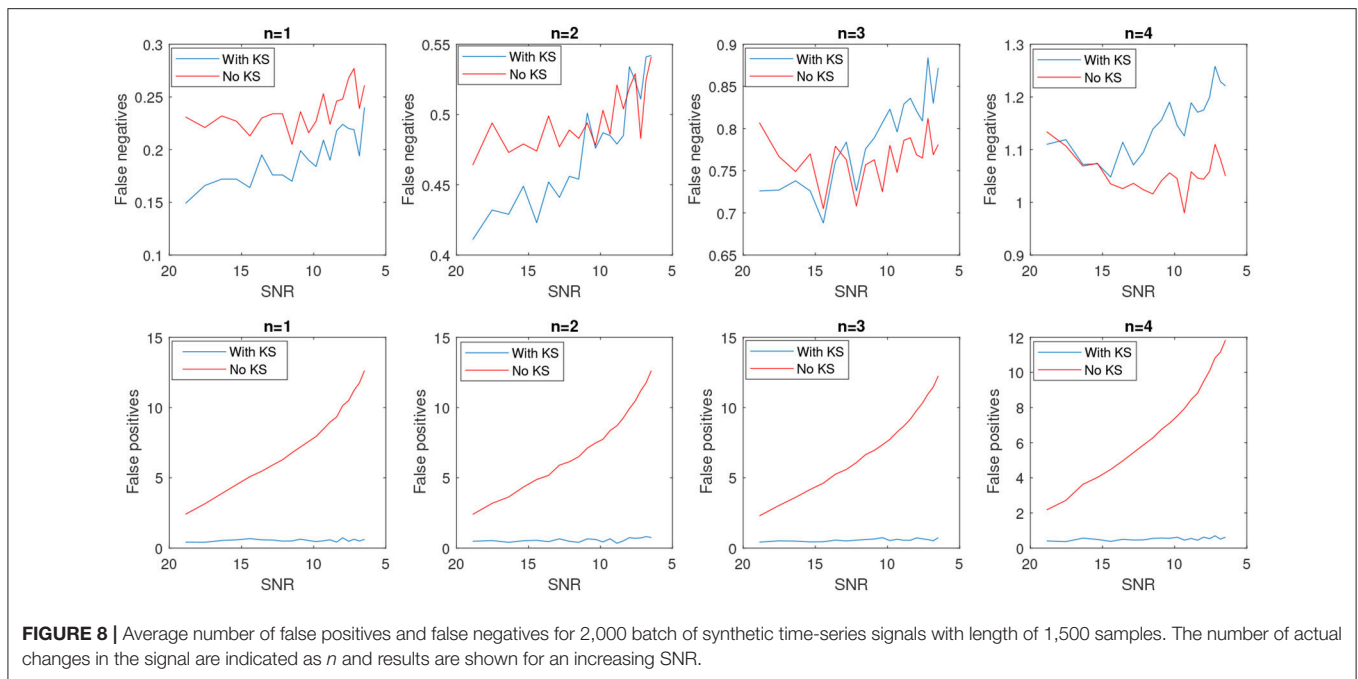 n=1
0.3
0.25
0.2
0.15
0.1
False negatives
With KS
No KS
20
15
10
5
SNR
n=2
0.55
0.5
0.45
0.4
False negatives
With KS
No KS
20
15
10
5
SNR
n=3
0.9
0.85
0.8
0.75
0.7
0.65
False negatives
With KS
No KS
20
15
10
5
SNR
n=4
1.3
1.2
1.1
1
0.9
False negatives
With KS
No KS
20
15
10
5
SNR
n=1
15
10
5
0
False positives
With KS
No KS
20
15
10
5
SNR
n=2
15
10
5
0
False positives
With KS
No KS
20
15
10
5
SNR
n=3
15
10
5
0
False positives
With KS
No KS
20
15
10
5
SNR
n=4
12
10
8
6
4
2
0
False positives
With KS
No KS
20
15
10
5
SNR
FIGURE 8 | Average number of false positives and false negatives for 2,000 batch of synthetic time-series signals with length of 1,500 samples. The number of actual
changes in the signal are indicated as n and results are shown for an increasing SNR.